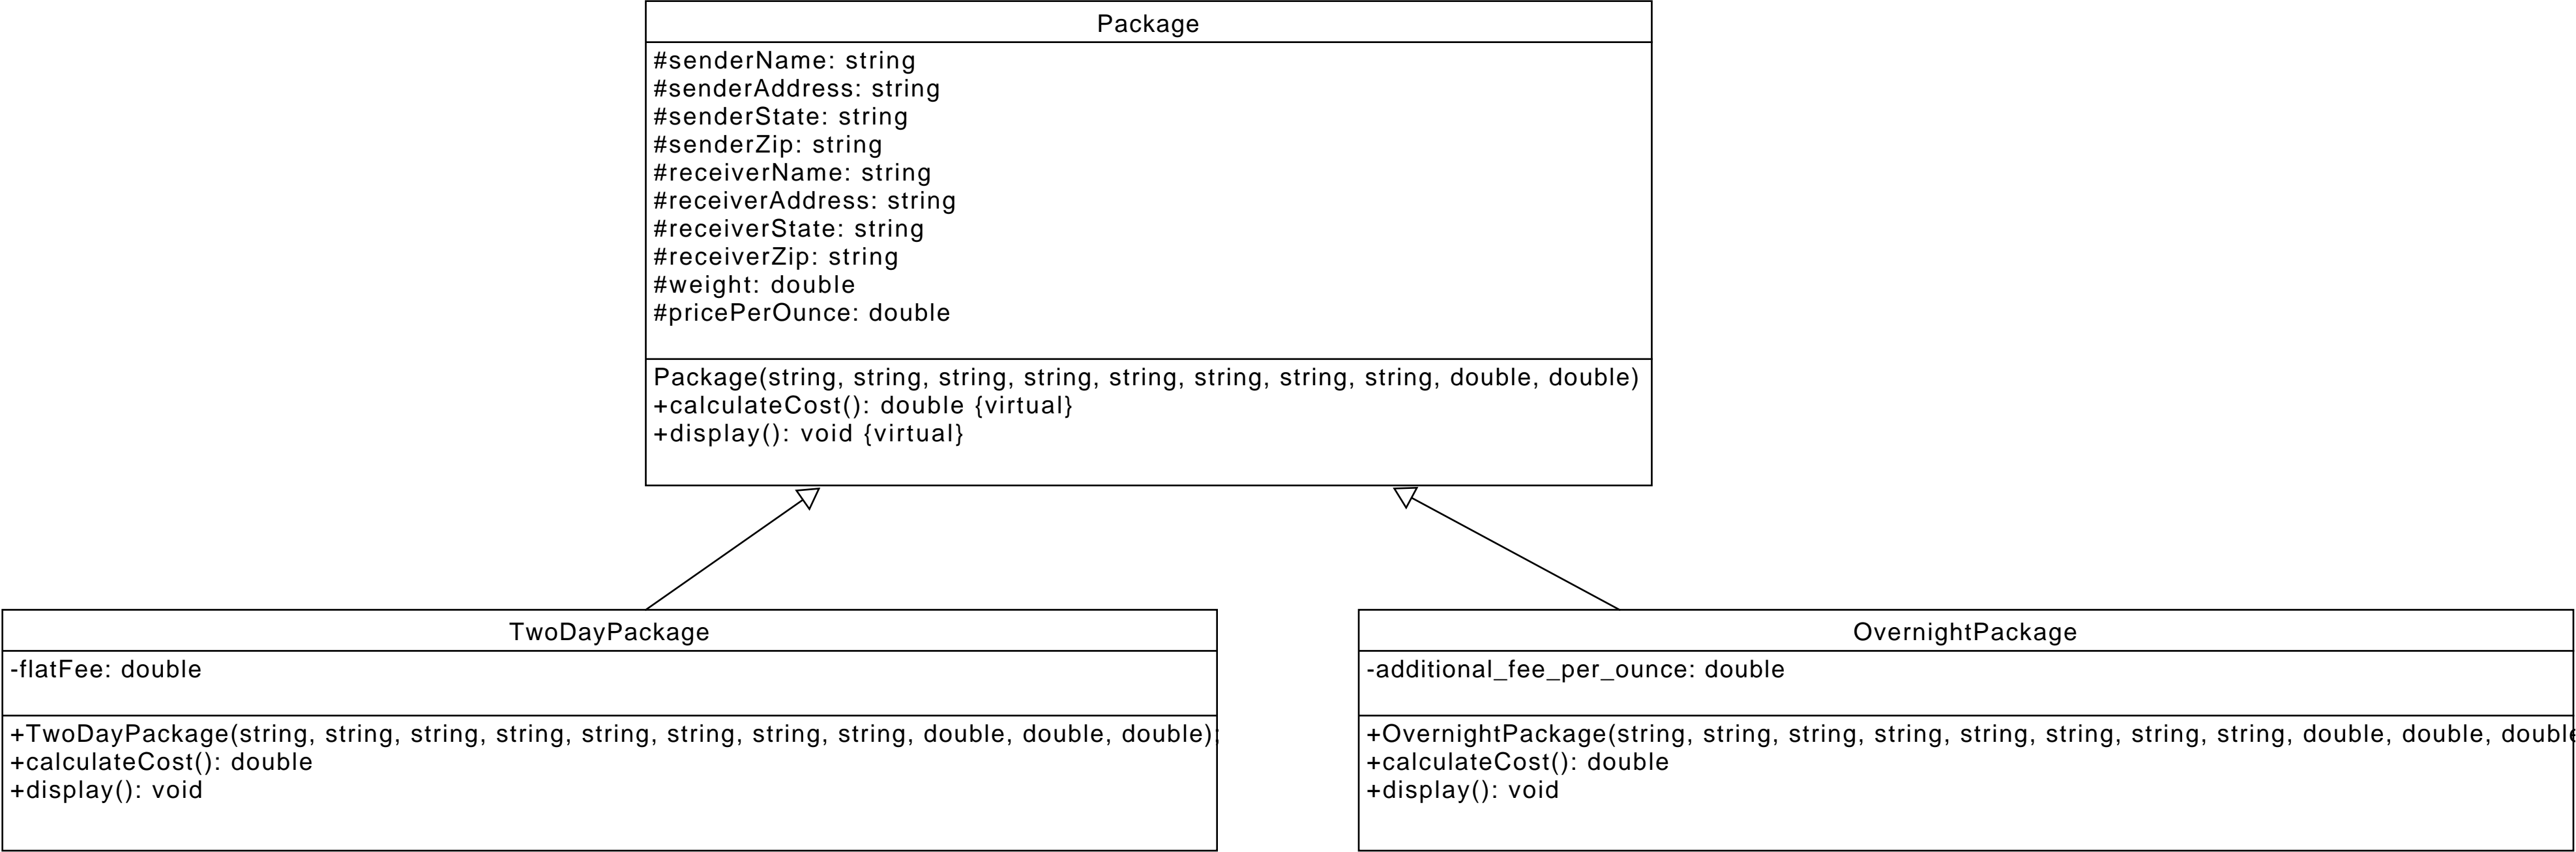 Package
#senderName: string
#senderAddress: string
#senderState: string
#senderZip: string
#receiverName: string
#receiverAddress: string
#receiverState: string
#receiverZip: string
#weight: double
#pricePerOunce: double
Package(string, string, string, string, string, string, string, string, double, double)
+calculateCost(): double {virtual}
+display(): void {virtual}
TwoDayPackage
-flatFee: double
+TwoDayPackage(string, string, string, string, string, string, string, string, double, double, double);
+calculateCost(): double
+display(): void
OvernightPackage
-additional_fee_per_ounce: double
+OvernightPackage(string, string, string, string, string, string, string, string, double, double, double
+calculateCost(): double
+display(): void